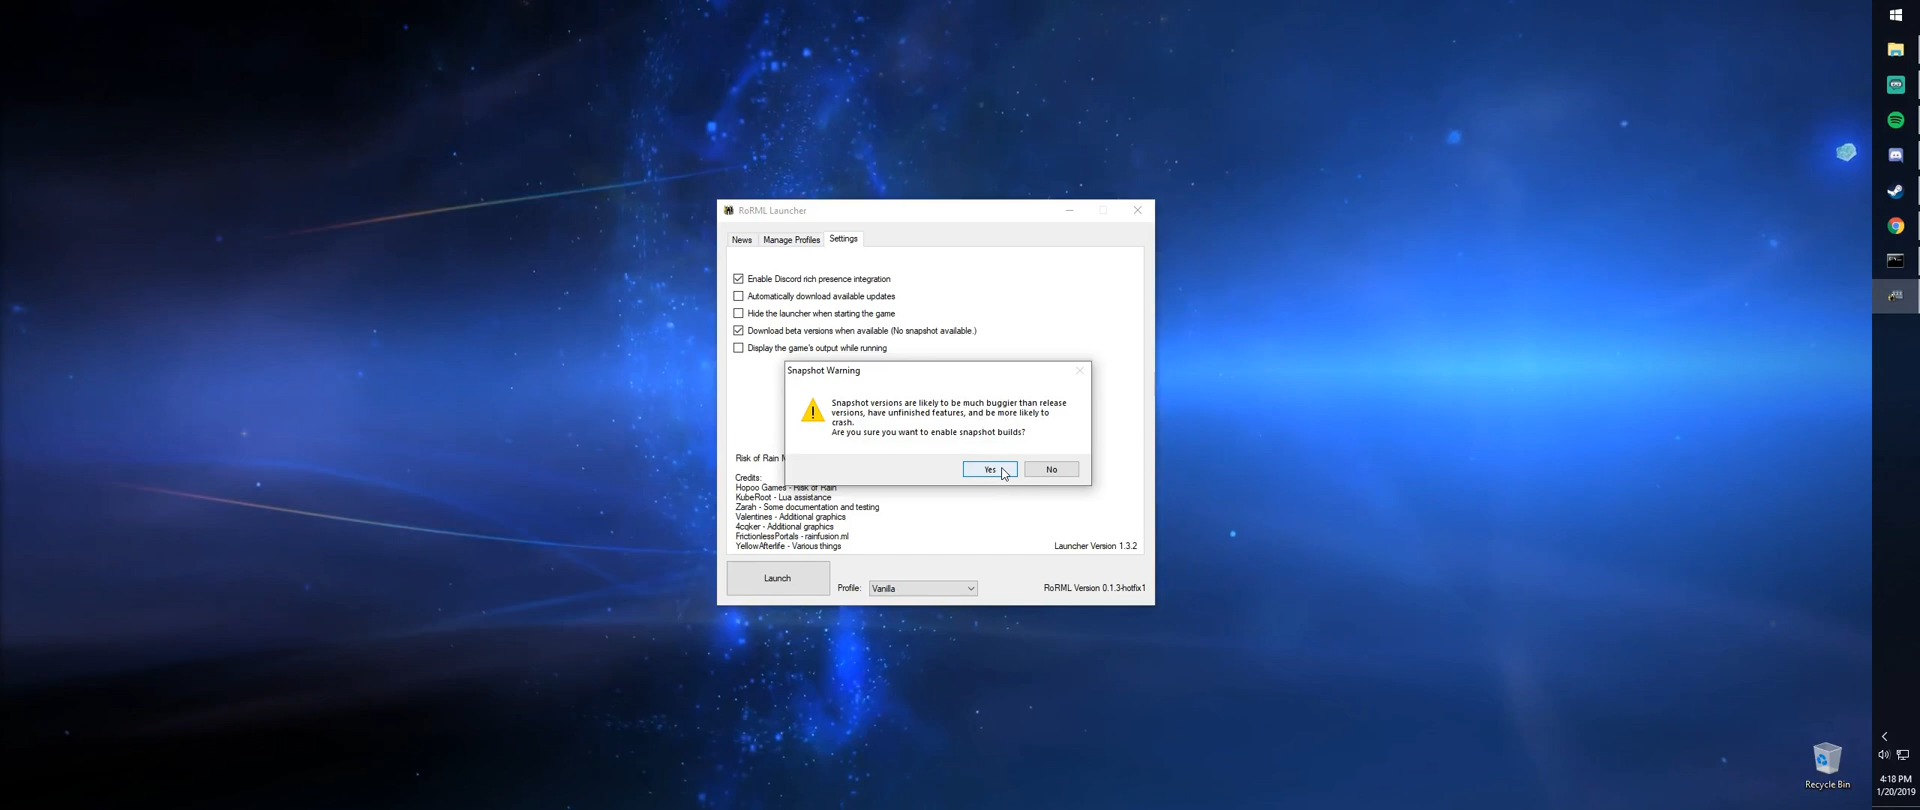 RoRML Launcher
News
Manage Profiles
Settings
Enable Discord rich presence integration
Automatically download available updates
Hide the launcher when starting the game
Download beta versions when available (No snapshot available.)
Display the game's output while running
Snapshot Warning
Snapshot versions are likely to be much buggier than release
versions, have unfinished features, and be more likely to
crash.
Are you sure you want to enable snapshot builds?
Yes
No
Risk of Rain
Credits:
Hopoo Games - Risk of Rain
KubeRoot - Lua assistance
Zarah - Some documentation and testing
Valentines - Additional graphics
4cqker - Additional graphics
FrictionlessPortals - rainfusion.ml
YellowAfterlife - Various things
Launcher Version 1.3.2
Launch
Profile:
Vanilla
RoRML Version 0.1.3-hotfix1
Recycle Bin
4:18 PM
1/20/2019